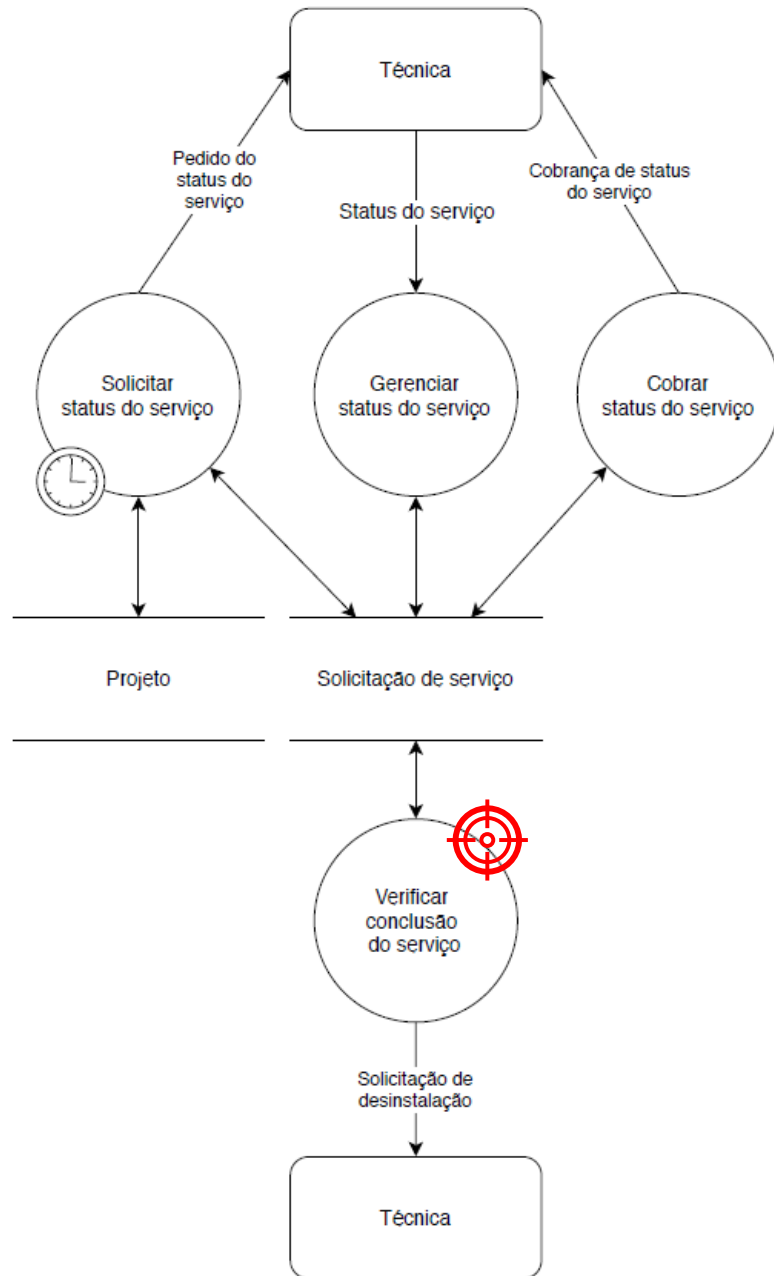 Técnica
Pedido do
status do
serviço
Status do serviço
Cobrança de status
do serviço
Solicitar
status do serviço
Gerenciar
status do serviço
Cobrar
status do serviço
Projeto
Solicitação de serviço
Verificar
conclusão
do serviço
Solicitação de
desinstalação
Técnica